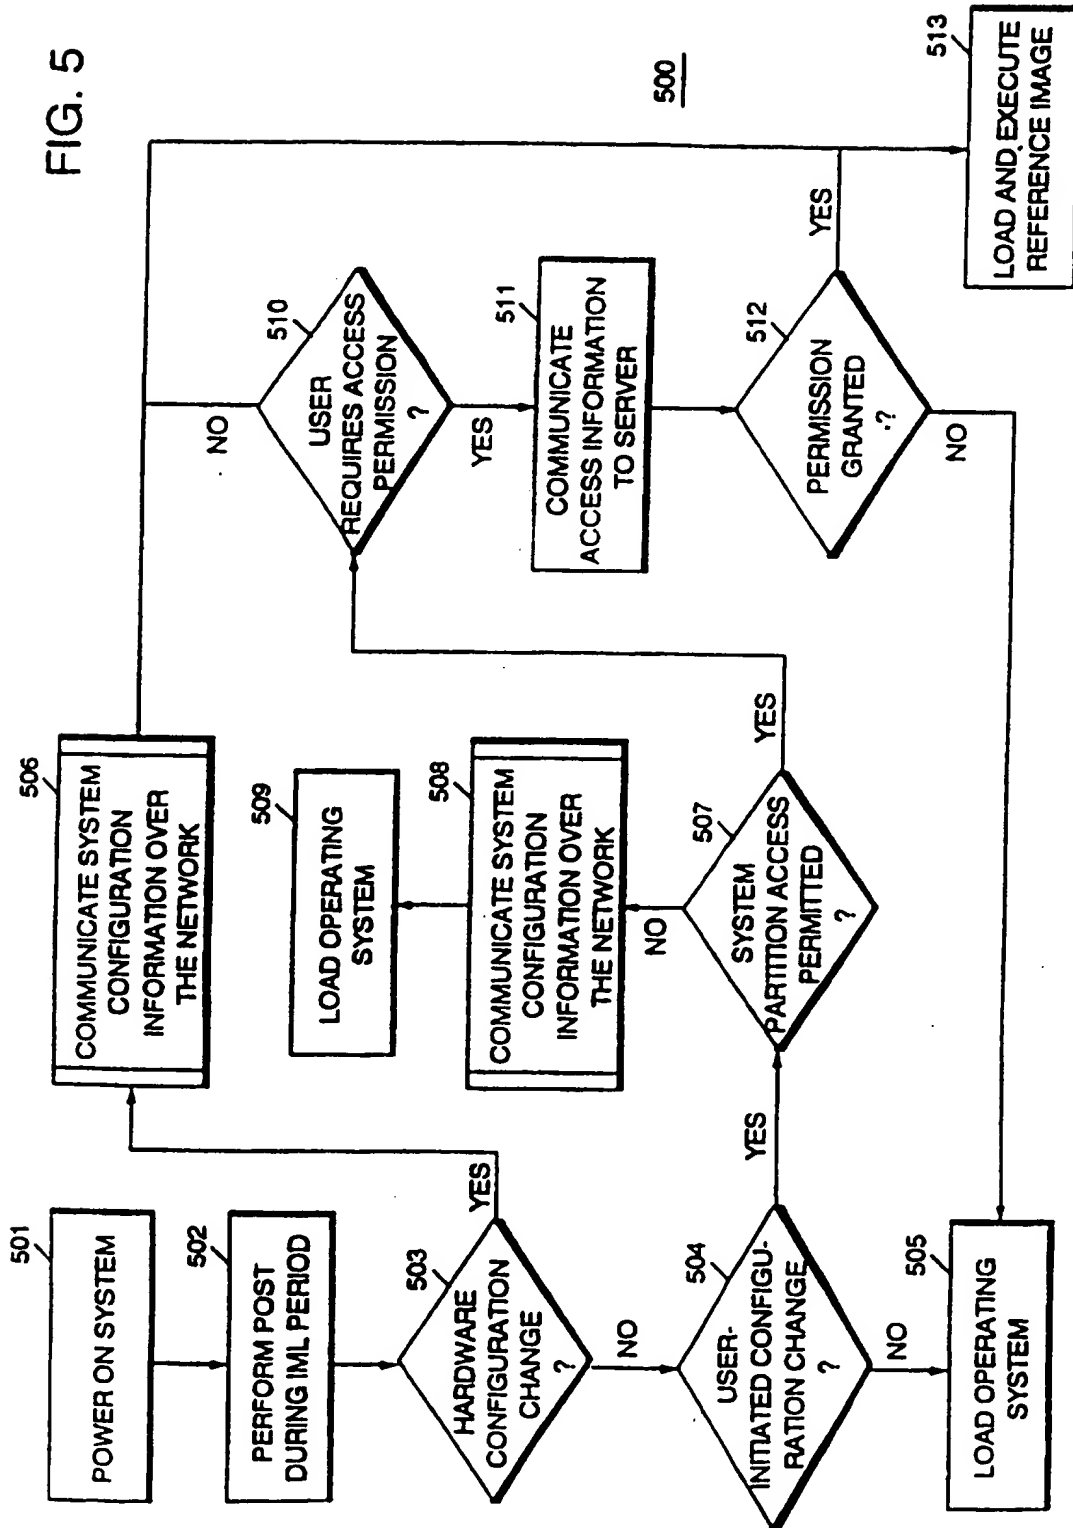 FIG. 5
500
501
POWER ON SYSTEM
502
PERFORM POST
DURING IML PERIOD
503
HARDWARE
CONFIGURATION
CHANGE
?
YES
NO
504
USER-
INITIATED CONFIGU-
RATION CHANGE
?
YES
NO
505
LOAD OPERATING
SYSTEM
506
COMMUNICATE SYSTEM
CONFIGURATION
INFORMATION OVER
THE NETWORK
507
SYSTEM
PARTITION ACCESS
PERMITTED
?
NO
YES
508
COMMUNICATE SYSTEM
CONFIGURATION
INFORMATION OVER
THE NETWORK
509
LOAD OPERATING
SYSTEM
510
USER
REQUIRES ACCESS
PERMISSION
?
NO
YES
511
COMMUNICATE
ACCESS INFORMATION
TO SERVER
512
PERMISSION
GRANTED
?
YES
NO
513
LOAD AND EXECUTE
REFERENCE IMAGE